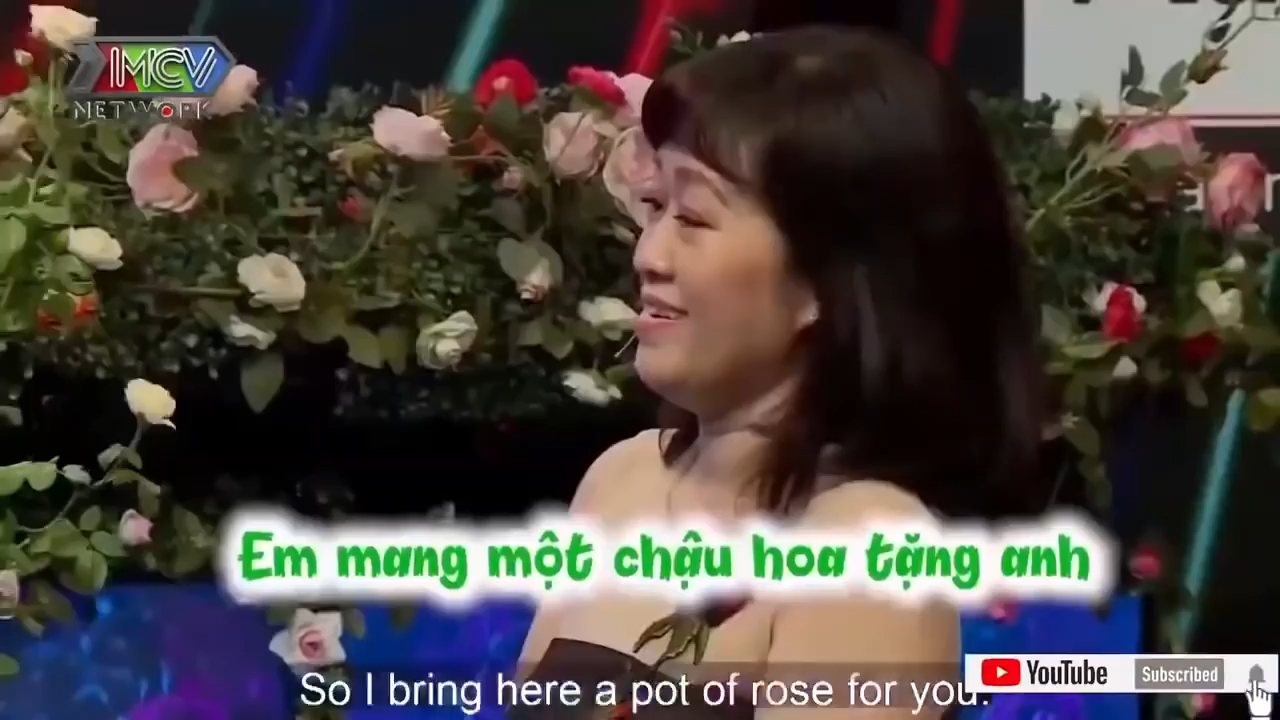 MCV
NETWORK
Em mang một chậu hoa tặng anh
So I bring here a pot of rose for you.
YouTube
Subscribed